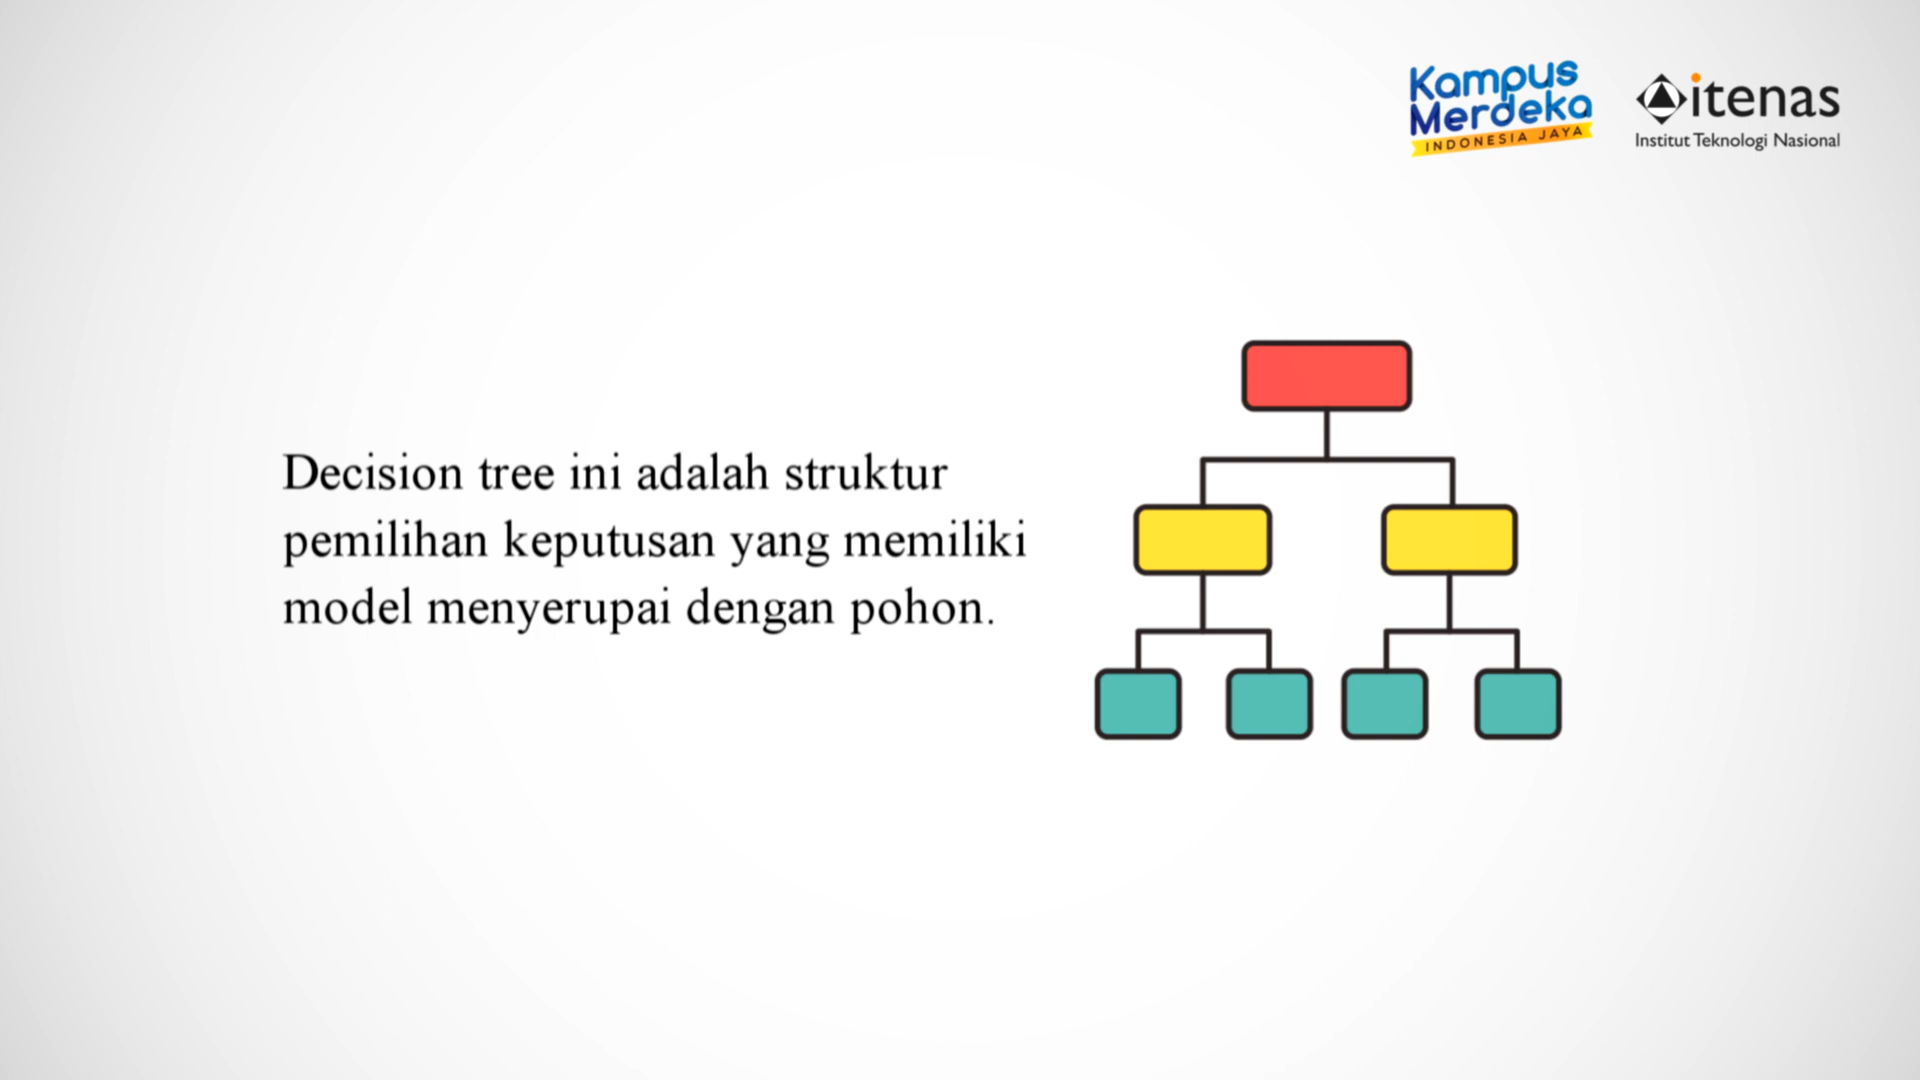 Kampus
Merdeka
INDONESIA JAYA
itenas
Institut Teknologi Nasional
Decision tree ini adalah struktur
pemilihan keputusan yang memiliki
model menyerupai dengan pohon.